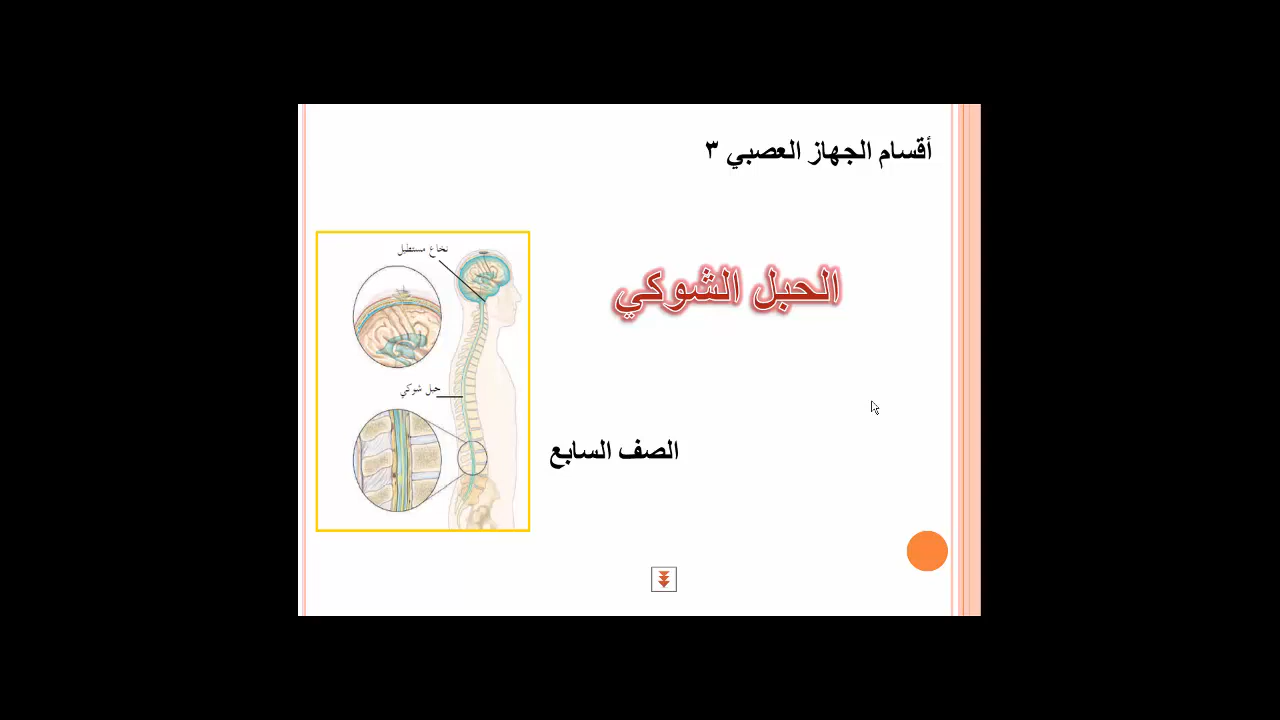 أقسام الجهاز العصبي ٣
الحبل الشوكي
نخاع مستطيل
حبل شوكي
الصف السابع